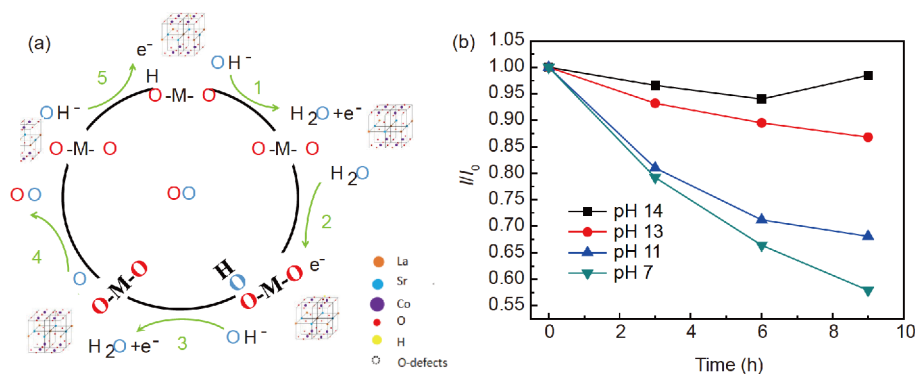 (a)
e⁻
OH⁻
5
H
O -M- O
1
OH⁻
H₂O +e⁻
O -M- O
O -M- O
H₂O
OO
OO
2
4
O
O-M-O
H
O
O-M-O
e⁻
3
H₂O +e⁻
OH⁻
La
Sr
Co
O
H
O-defects
(b)
1.05
1.00
0.95
0.90
0.85
0.80
0.75
0.70
0.65
0.60
0.55
I/I₀
pH 14
pH 13
pH 11
pH 7
0 2 4 6 8 10
Time (h)